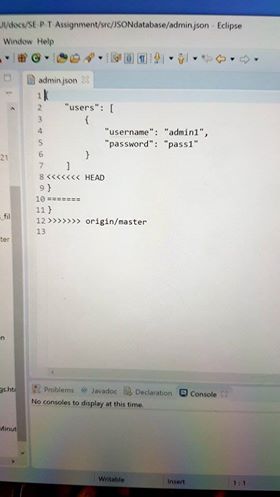 UI/docs/SE-P-T-Assignment/src/JSONdatabase/admin.json - Eclipse
Window Help
admin.json
1 {
2 "users": [
3 {
4 "username": "admin1",
5 "password": "pass1"
6 }
7 ]
8 <<<<<<< HEAD
9 }
10 =======
11 }
12 >>>>>>> origin/master
13
21
_fil
ter
n
gs.ht
Minut
Problems Javadoc Declaration Console
No consoles to display at this time.
Writable Insert 1 : 1